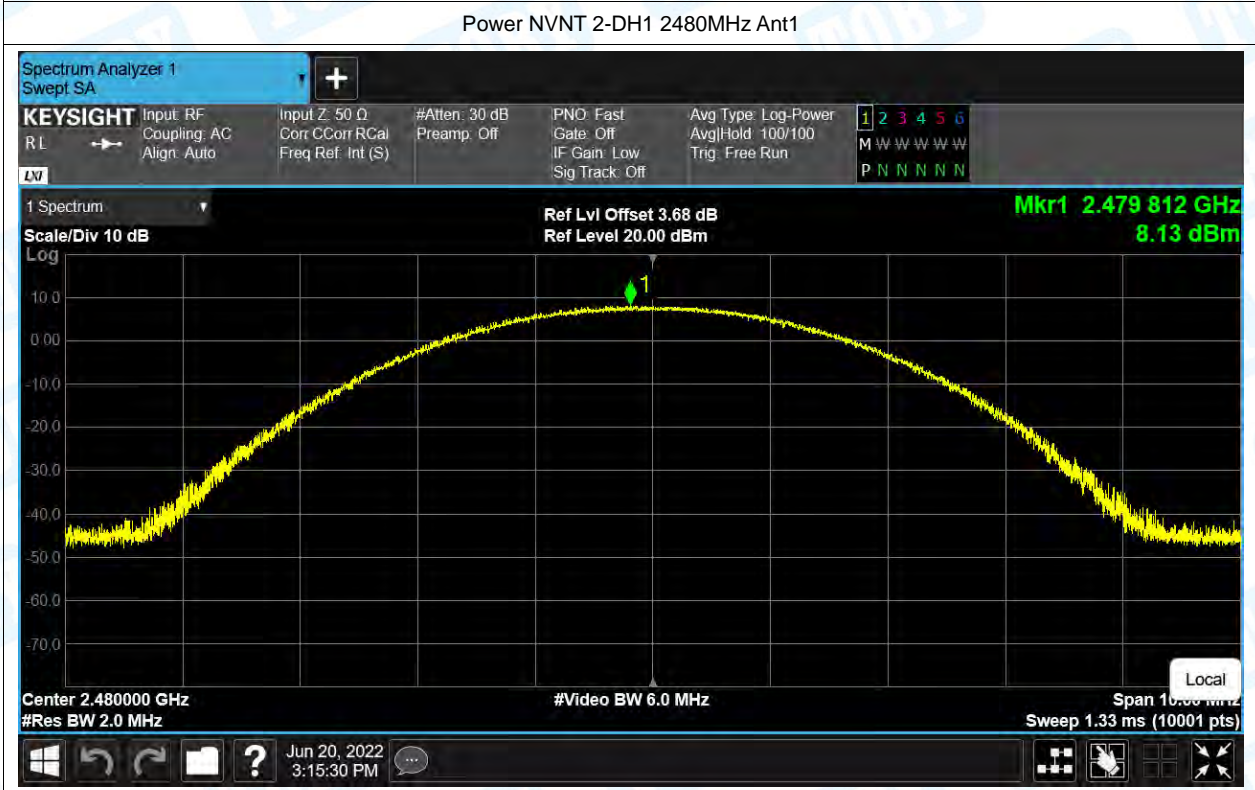 Power NVNT 2-DH1 2480MHz Ant1
Spectrum Analyzer 1
Swept SA
+
KEYSIGHT
RL
LXI
Input: RF
Coupling: AC
Align: Auto
Input Z: 50 Ω
Corr CCorr RCal
Freq Ref: Int (S)
#Atten: 30 dB
Preamp: Off
PNO: Fast
Gate: Off
IF Gain: Low
Sig Track: Off
Avg Type: Log-Power
Avg|Hold: 100/100
Trig: Free Run
1 2 3 4 5 6
M W W W W W
P N N N N N
1 Spectrum
Scale/Div 10 dB
Log
Ref Lvl Offset 3.68 dB
Ref Level 20.00 dBm
Mkr1 2.479 812 GHz
8.13 dBm
1
10.0
0.00
-10.0
-20.0
-30.0
-40.0
-50.0
-60.0
-70.0
Local
Center 2.480000 GHz
#Res BW 2.0 MHz
#Video BW 6.0 MHz
Span 10.00 MHz
Sweep 1.33 ms (10001 pts)
?
Jun 20, 2022
3:15:30 PM